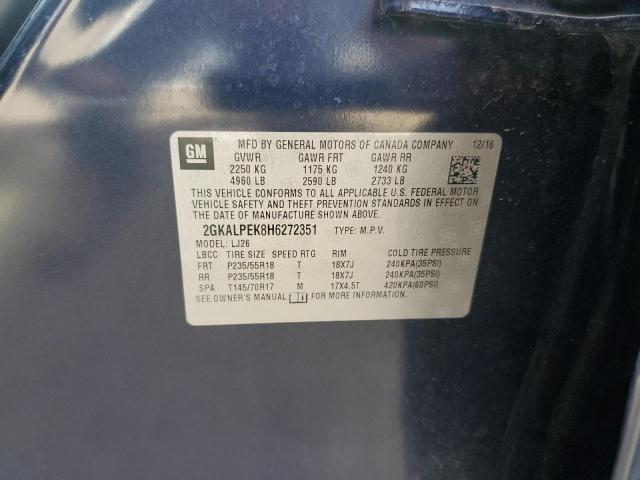 GM
MFD BY GENERAL MOTORS OF CANADA COMPANY 12/16
GVWR GAWR FRT GAWR RR
2250 KG 1175 KG 1240 KG
4960 LB 2590 LB 2733 LB
THIS VEHICLE CONFORMS TO ALL APPLICABLE U.S. FEDERAL MOTOR
VEHICLE SAFETY AND THEFT PREVENTION STANDARDS IN EFFECT
ON THE DATE OF MANUFACTURE SHOWN ABOVE.
2GKALPEK8H6272351 TYPE: M.P.V.
MODEL: LJ26
LBCC TIRE SIZE SPEED RTG RIM COLD TIRE PRESSURE
FRT P235/55R18 T 18X7J 240KPA(35PSI)
RR P235/55R18 T 18X7J 240KPA(35PSI)
SPA T145/70R17 M 17X4.5T 420KPA(60PSI)
SEE OWNER'S MANUAL FOR MORE INFORMATION.